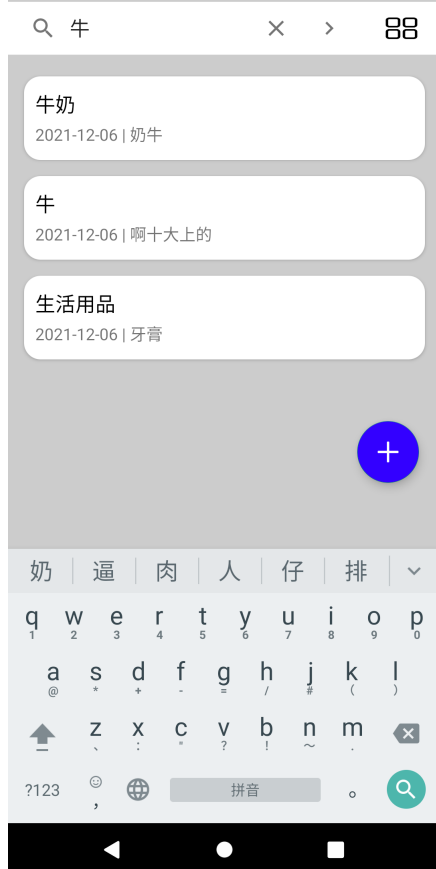 牛
牛奶
2021-12-06 | 奶牛
牛
2021-12-06 | 啊十大上的
生活用品
2021-12-06 | 牙膏
奶 逼 肉 人 仔 排
q w e r t y u i o p
1 2 3 4 5 6 7 8 9 0
a s d f g h j k l
@ * + - = / # ( )
z x c v b n m
、 : " ? ! ～ .
?123 , 拼音 。